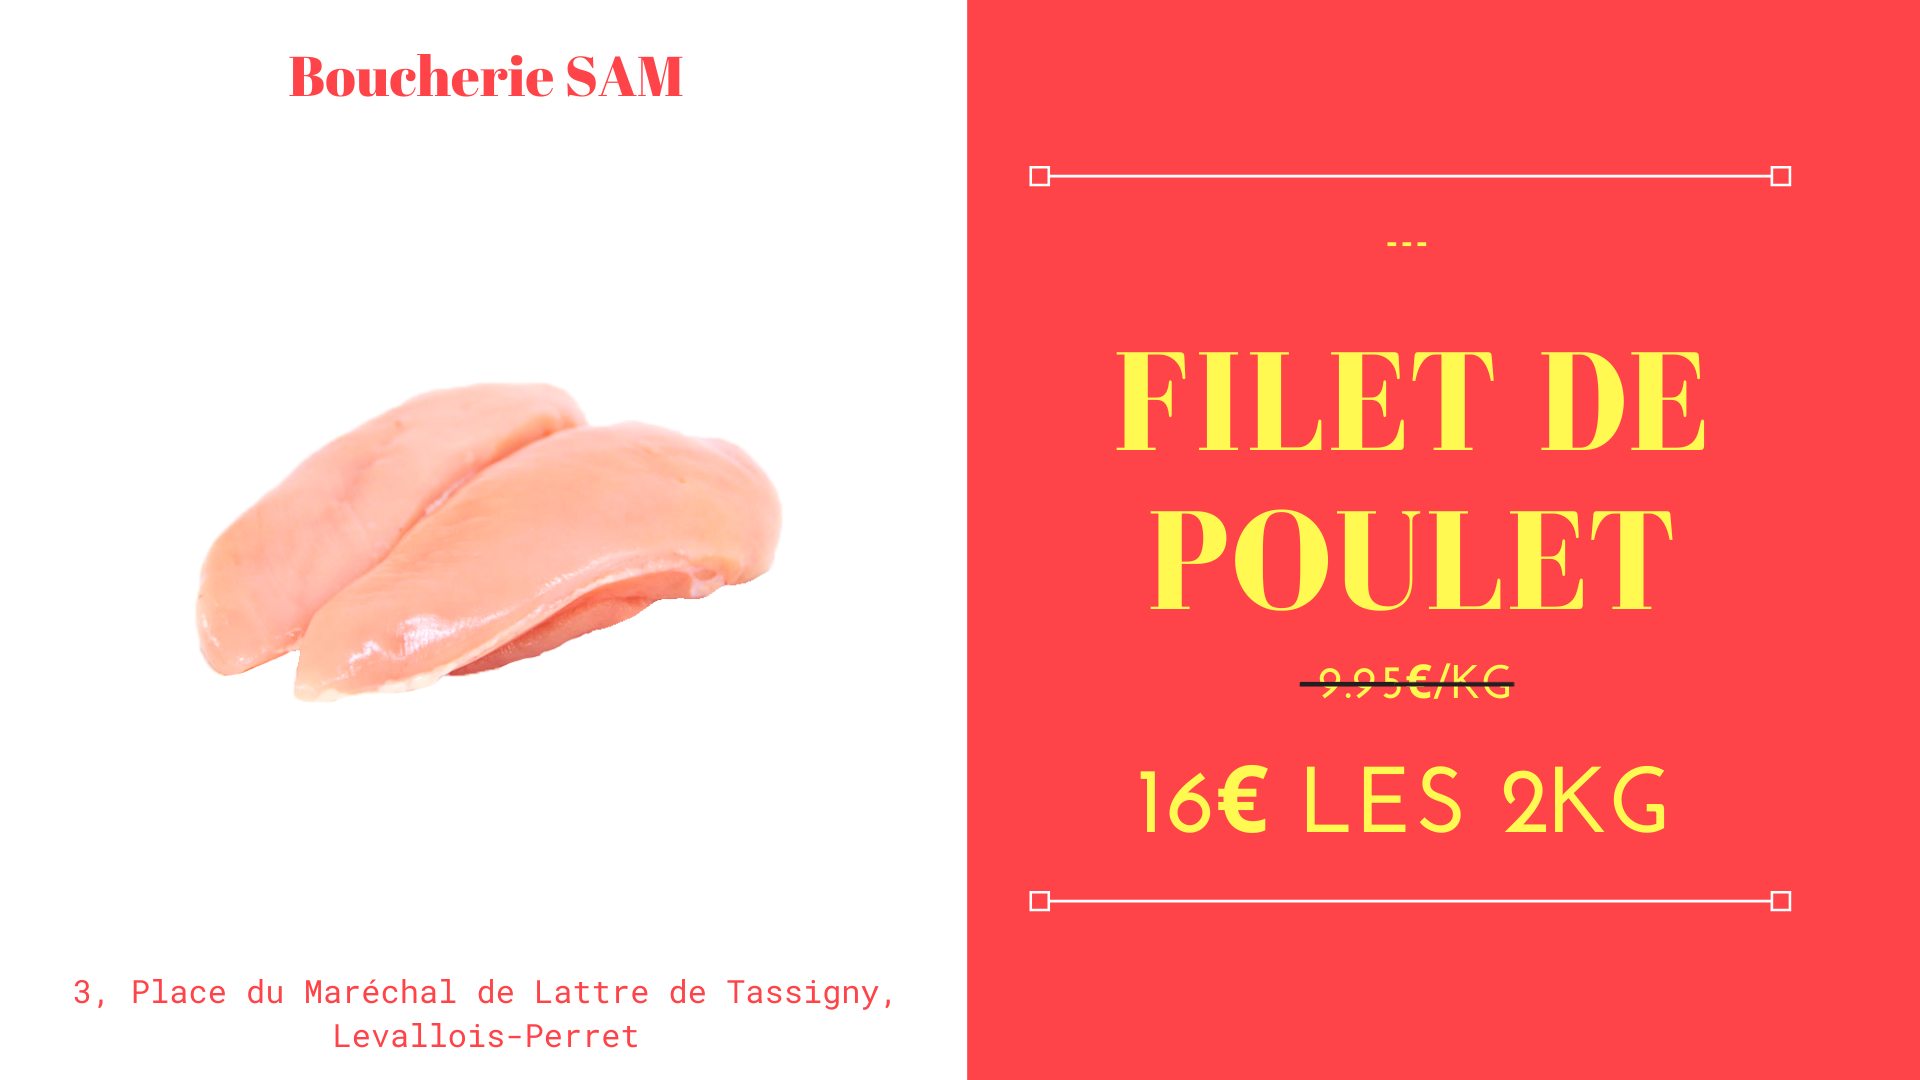 Boucherie SAM
---
FILET DE
POULET
9.95€/KG
16€ LES 2KG
3, Place du Maréchal de Lattre de Tassigny,
Levallois-Perret